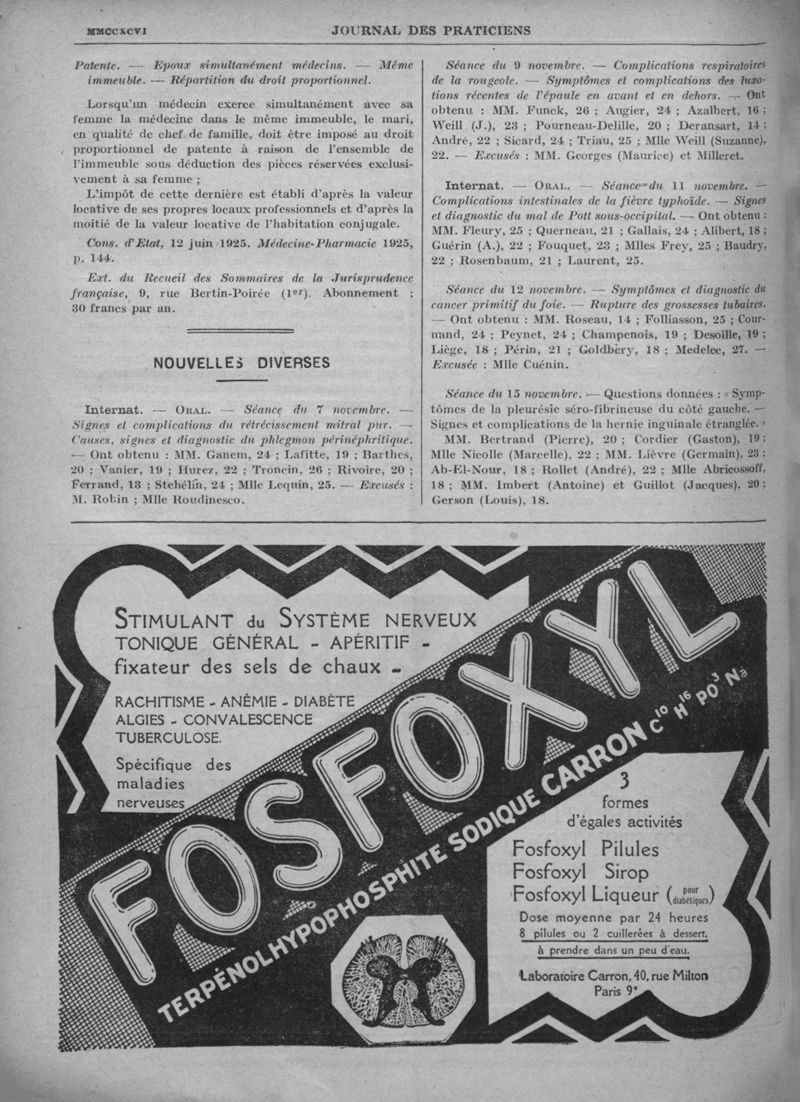 MMCCXCVI
JOURNAL DES PRATICIENS
Patente. — Epoux simultanément médecins. — Même
immeuble. — Répartition du droit proportionnel.
Lorsqu'un médecin exerce simultanément avec sa
femme la médecine dans le même immeuble, le mari,
en qualité de chef de famille, doit être imposé au droit
proportionnel de patente à raison de l'ensemble de
l'immeuble sous déduction des pièces réservées exclusi-
vement à sa femme ;
L'impôt de cette dernière est établi d'après la valeur
locative de ses propres locaux professionnels et d'après la
moitié de la valeur locative de l'habitation conjugale.
Cons. d'Etat, 12 juin 1925. Médecine-Pharmacie 1925,
p. 144.
Ext. du Recueil des Sommaires de la Jurisprudence
française, 9, rue Bertin-Poirée (1er). Abonnement :
30 francs par an.
NOUVELLES DIVERSES
Internat. — ORAL. — Séance du 7 novembre. —
Signes et complications du rétrécissement mitral pur. —
Causes, signes et diagnostic du phlegmon périnéphritique.
— Ont obtenu : MM. Ganem, 24 ; Lafitte, 19 ; Barthes,
20 ; Vanier, 19 ; Hurez, 22 ; Troncin, 26 ; Rivoire, 20 ;
Ferrand, 13 ; Stehélin, 24 ; Mlle Lequin, 25. — Excusés :
M. Robin ; Mlle Roudinesco.
Séance du 9 novembre. — Complications respiratoires
de la rougeole. — Symptômes et complications des luxa-
tions récentes de l'épaule en avant et en dehors. — Ont
obtenu : MM. Funck, 26 ; Augier, 24 ; Azalbert, 16 ;
Weill (J.), 23 ; Pourneau-Delille, 20 ; Deransart, 14 ;
André, 22 ; Sicard, 24 ; Triau, 25 ; Mlle Weill (Suzanne),
22. — Excusés : MM. Georges (Maurice) et Milleret.
Internat. — ORAL. — Séance du 11 novembre. —
Complications intestinales de la fièvre typhoïde. — Signes
et diagnostic du mal de Pott sous-occipital. — Ont obtenu :
MM. Fleury, 25 ; Querneau, 21 ; Gallais, 24 ; Alibert, 18 ;
Guérin (A.), 22 ; Fouquet, 23 ; Mlles Frey, 25 ; Baudry,
22 ; Rosenbaum, 21 ; Laurent, 25.
Séance du 12 novembre. — Symptômes et diagnostic du
cancer primitif du foie. — Rupture des grossesses tubaires.
— Ont obtenu : MM. Roseau, 14 ; Folliasson, 25 ; Cour-
nand, 24 ; Peynet, 24 ; Champenois, 19 ; Desoille, 19 ;
Liège, 18 ; Périn, 21 ; Goldbéry, 18 ; Medelec, 27. —
Excusée : Mlle Cuénin.
Séance du 15 novembre. — Questions données : « Symp-
tômes de la pleurésie séro-fibrineuse du côté gauche. —
Signes et complications de la hernie inguinale étranglée. »
MM. Bertrand (Pierre), 20 ; Cordier (Gaston), 19 ;
Mlle Nicolle (Marcelle), 22 ; MM. Lièvre (Germain), 23 ;
Ab-El-Nour, 18 ; Rollet (André), 22 ; Mlle Abricossoff,
18 ; MM. Imbert (Antoine) et Guillot (Jacques), 20 ;
Gerson (Louis), 18.
STIMULANT du SYSTÈME NERVEUX
TONIQUE GÉNÉRAL - APÉRITIF -
fixateur des sels de chaux -
RACHITISME - ANÉMIE - DIABÈTE
ALGIES - CONVALESCENCE
TUBERCULOSE.
Spécifique des
maladies
nerveuses
FOSFOXYL
TERPÉNOLHYPOPHOSPHITE SODIQUE CARRON C10 H16 PO3 Na
3
formes
d'égales activités
Fosfoxyl Pilules
Fosfoxyl Sirop
Fosfoxyl Liqueur (pour diabétiques)
Dose moyenne par 24 heures
8 pilules ou 2 cuillerées à dessert,
à prendre dans un peu d'eau.
Laboratoire Carron, 40, rue Milton
Paris 9e